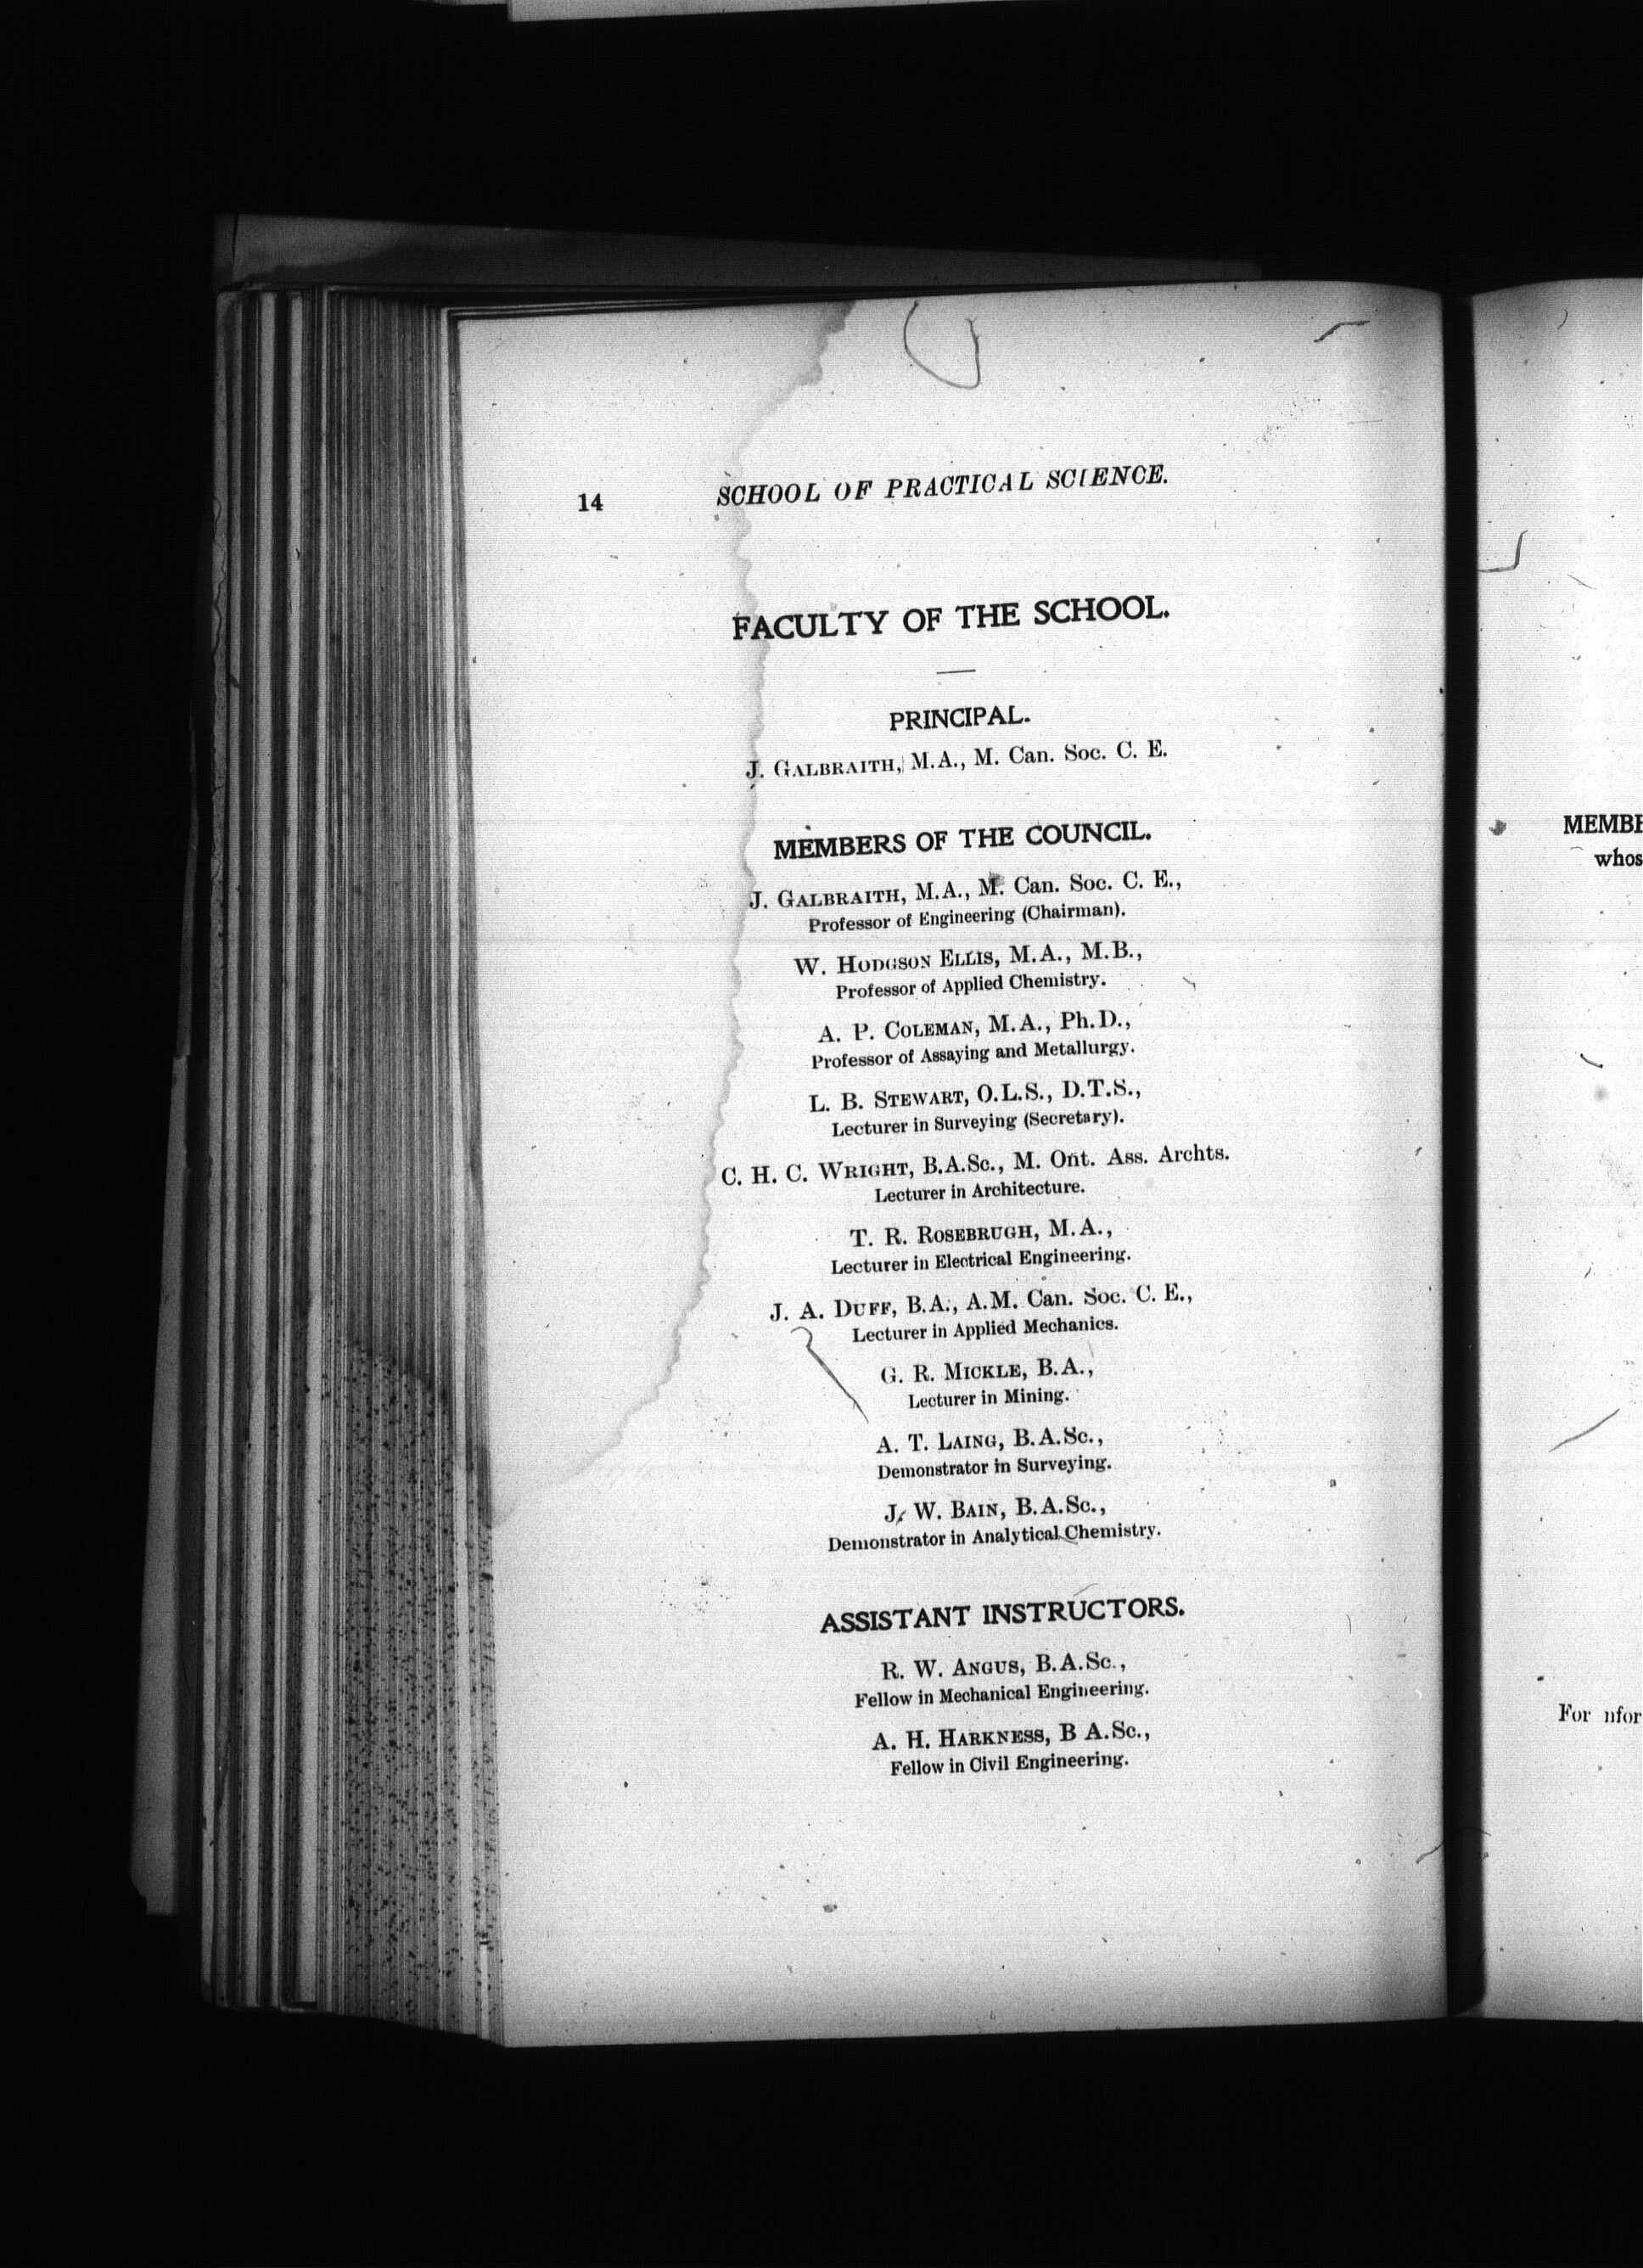 14 SCHOOL OF PRACTICAL SCIENCE.
FACULTY OF THE SCHOOL.
PRINCIPAL.
J. GALBRAITH, M.A., M. Can. Soc. C. E.
MEMBERS OF THE COUNCIL.
J. GALBRAITH, M.A., M. Can. Soc. C. E.,
Professor of Engineering (Chairman).
W. HODGSON ELLIS, M.A., M.B.,
Professor of Applied Chemistry.
A. P. COLEMAN, M.A., Ph.D.,
Professor of Assaying and Metallurgy.
L. B. STEWART, O.L.S., D.T.S.,
Lecturer in Surveying (Secretary).
C. H. C. WRIGHT, B.A.Sc., M. Ont. Ass. Archts.
Lecturer in Architecture.
T. R. ROSEBRUGH, M.A.,
Lecturer in Electrical Engineering.
J. A. DUFF, B.A., A.M. Can. Soc. C. E.,
Lecturer in Applied Mechanics.
G. R. MICKLE, B.A.,
Lecturer in Mining.
A. T. LAING, B.A.Sc.,
Demonstrator in Surveying.
J. W. BAIN, B.A.Sc.,
Demonstrator in Analytical Chemistry.
ASSISTANT INSTRUCTORS.
R. W. ANGUS, B.A.Sc.,
Fellow in Mechanical Engineering.
A. H. HARKNESS, B A.Sc.,
Fellow in Civil Engineering.
MEMBE
whos
For nfor